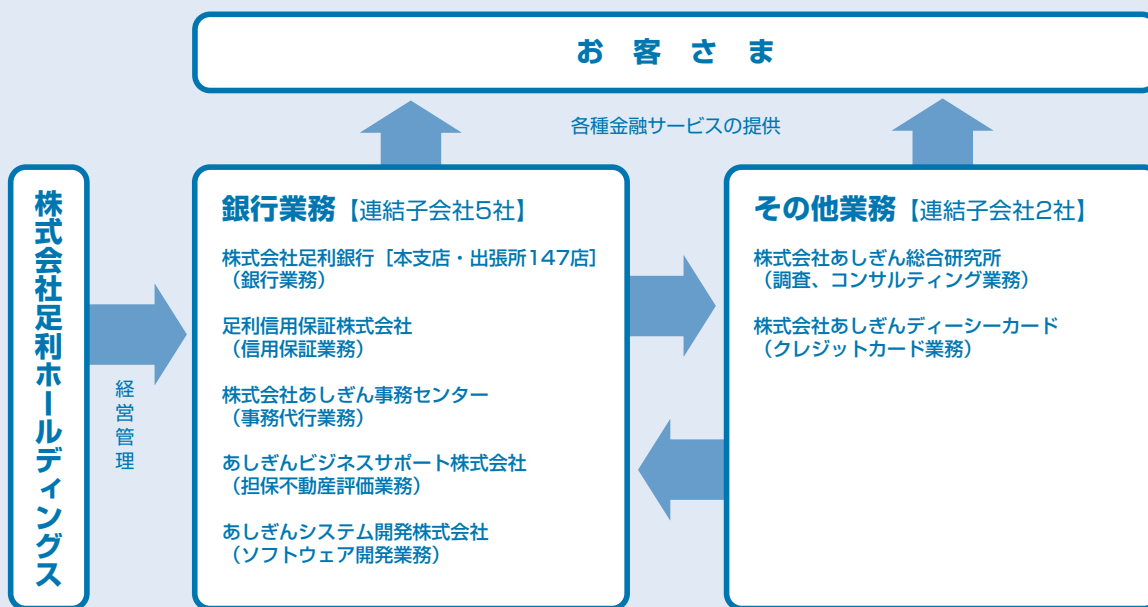 お客さま
各種金融サービスの提供
株式会社足利ホールディングス
経営管理
銀行業務【連結子会社5社】
株式会社足利銀行［本支店・出張所147店］
（銀行業務）
足利信用保証株式会社
（信用保証業務）
株式会社あしぎん事務センター
（事務代行業務）
あしぎんビジネスサポート株式会社
（担保不動産評価業務）
あしぎんシステム開発株式会社
（ソフトウェア開発業務）
その他業務【連結子会社2社】
株式会社あしぎん総合研究所
（調査、コンサルティング業務）
株式会社あしぎんディーシーカード
（クレジットカード業務）